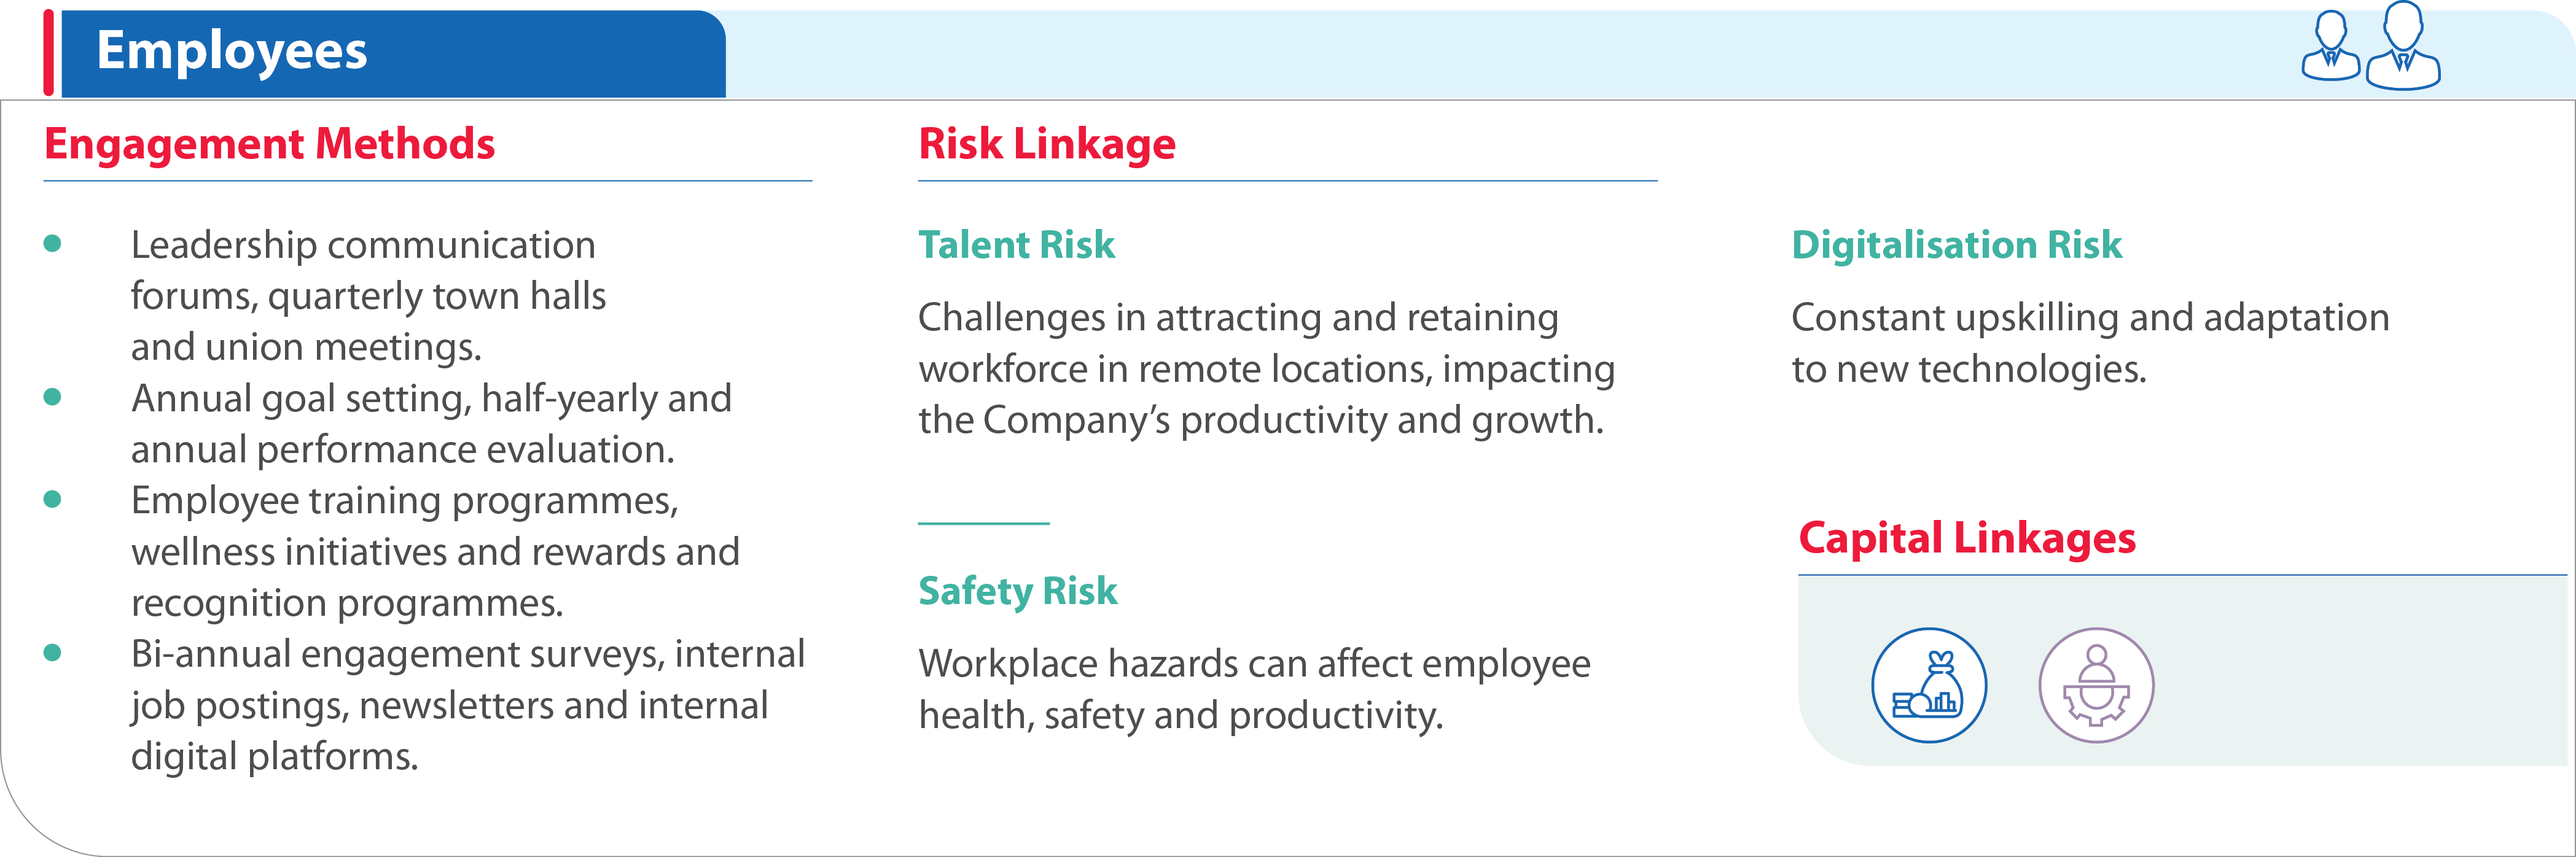 Employees
Engagement Methods
Leadership communication
forums, quarterly town halls
and union meetings.
Annual goal setting, half-yearly and
annual performance evaluation.
Employee training programmes,
wellness initiatives and rewards and
recognition programmes.
Bi-annual engagement surveys, internal
job postings, newsletters and internal
digital platforms.
Risk Linkage
Talent Risk
Challenges in attracting and retaining
workforce in remote locations, impacting
the Company’s productivity and growth.
Safety Risk
Workplace hazards can affect employee
health, safety and productivity.
Digitalisation Risk
Constant upskilling and adaptation
to new technologies.
Capital Linkages